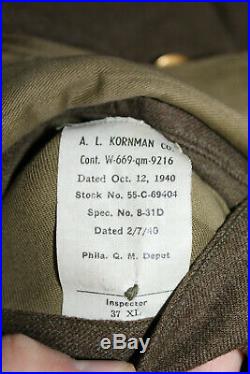 A. L. KORNMAN Co.
Cont. W-669-qm-9216
Dated Oct. 12, 1940
Stock No. 55-C-69404
Spec. No. 8-31D
Dated 2/7/40
Phila. Q. M. Depot
Inspector
37 XL